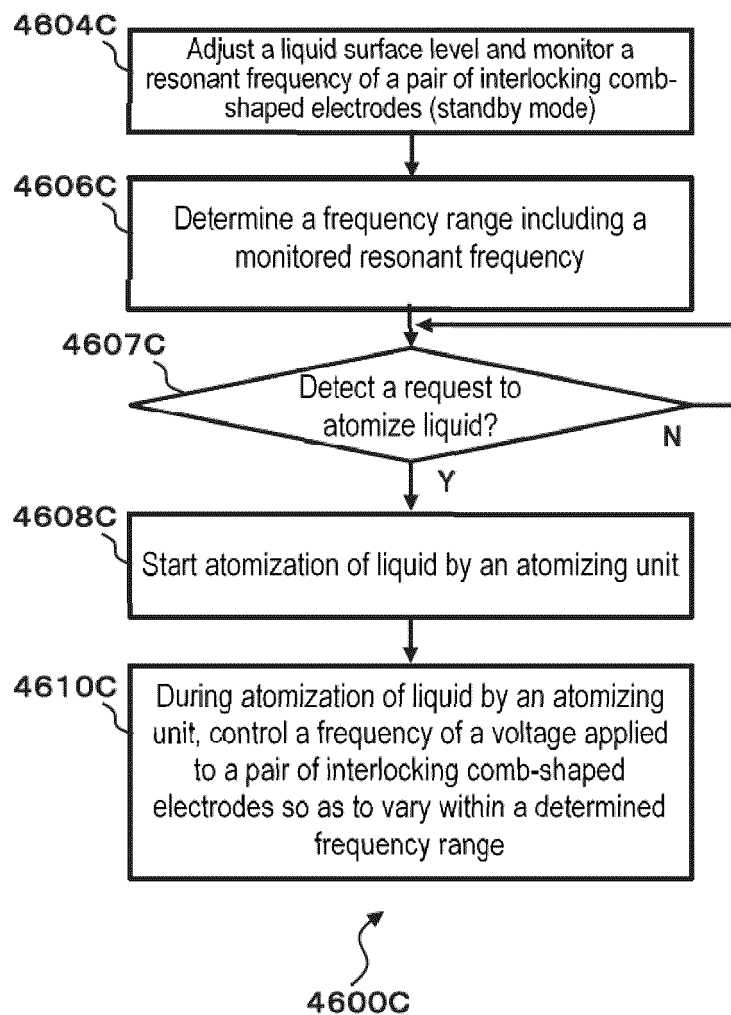 4604C
Adjust a liquid surface level and monitor a
resonant frequency of a pair of interlocking comb-
shaped electrodes (standby mode)
4606C
Determine a frequency range including a
monitored resonant frequency
4607C
Detect a request to
atomize liquid?
N
Y
4608C
Start atomization of liquid by an atomizing unit
4610C
During atomization of liquid by an atomizing
unit, control a frequency of a voltage applied
to a pair of interlocking comb-shaped
electrodes so as to vary within a determined
frequency range
4600C